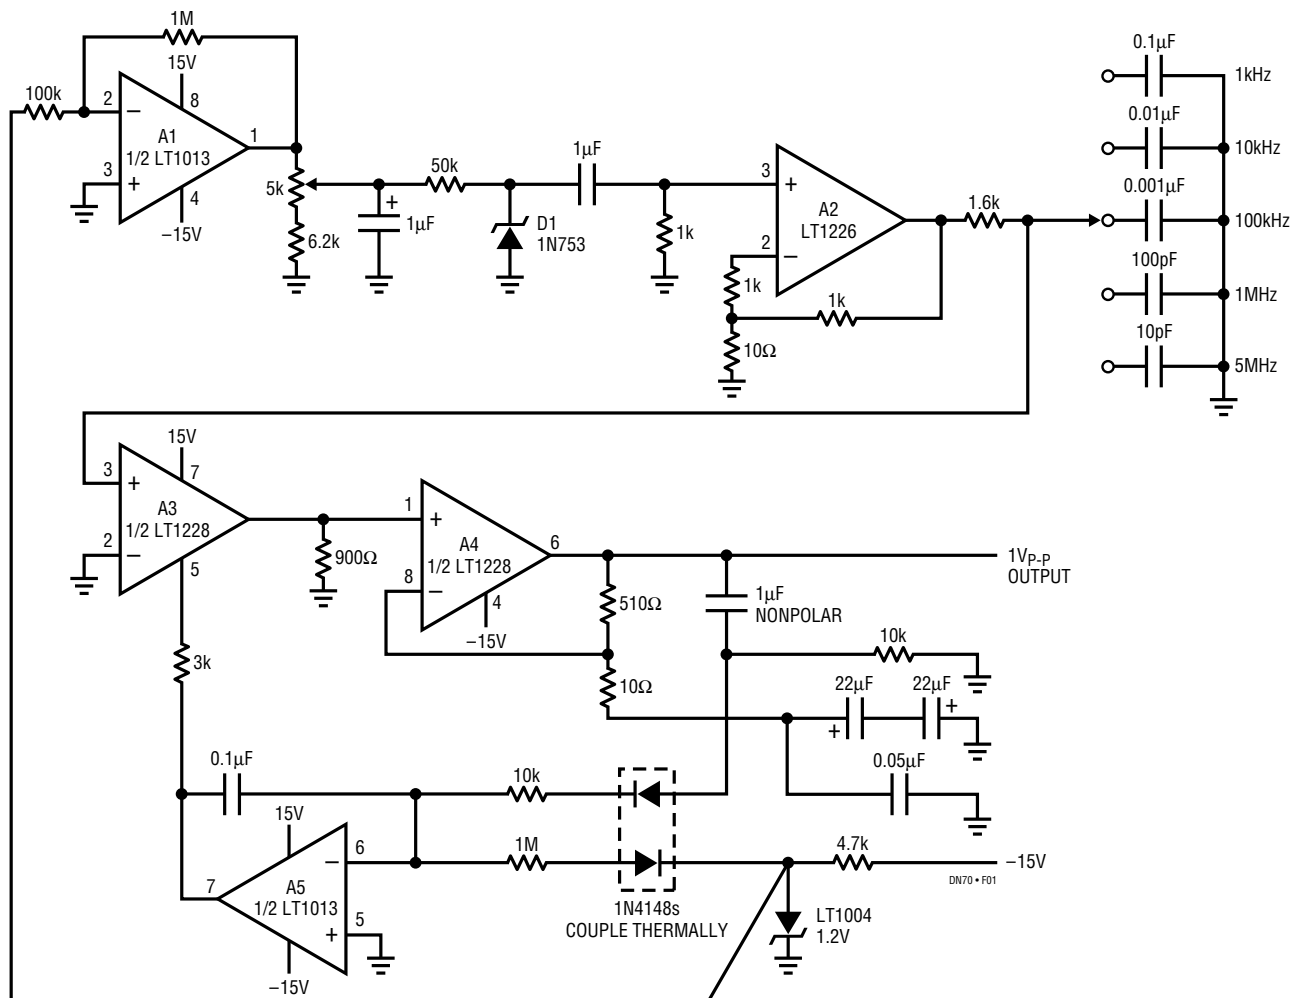 1M
15V
100k
2
8
–
A1
1/2 LT1013
1
3
+
4
–15V
5k
6.2k
+
1µF
50k
D1
1N753
1µF
1k
3
+
A2
LT1226
2
–
1k
1k
10Ω
1.6k
0.1µF
1kHz
0.01µF
10kHz
0.001µF
100kHz
100pF
1MHz
10pF
5MHz
15V
3
7
+
A3
1/2 LT1228
2
–
5
900Ω
1
+
A4
1/2 LT1228
6
8
–
4
–15V
1VP-P
OUTPUT
510Ω
1µF
NONPOLAR
10k
10Ω
22µF
22µF
+
+
0.05µF
3k
0.1µF
10k
15V
1M
4.7k
–15V
6
–
7
A5
1/2 LT1013
5
+
–15V
1N4148s
COUPLE THERMALLY
LT1004
1.2V
DN70 • F01